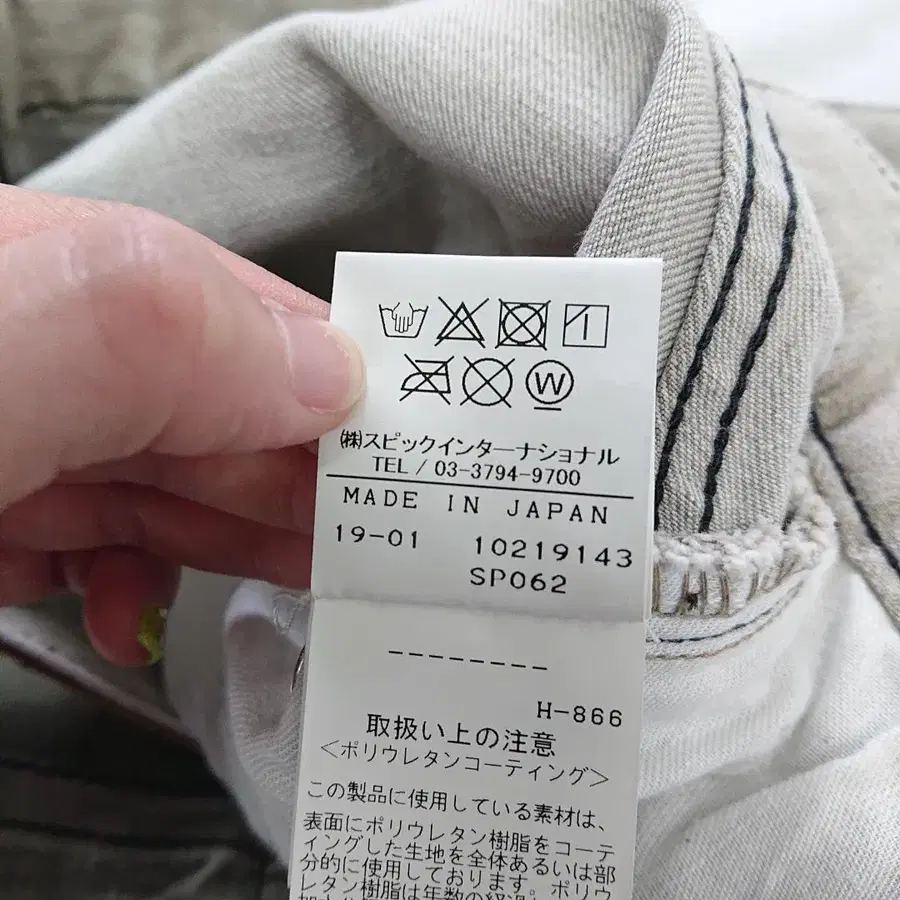 W
㈱スピックインターナショナル
TEL / 03-3794-9700
MADE IN JAPAN
19-01 10219143
SP062
--------
H-866
取扱い上の注意
<ポリウレタンコーティング>
この製品に使用している素材は、
表面にポリウレタン樹脂をコーテ
ィングした生地を全体あるいは部
分的に使用しております。ポリウ
レタン樹脂は年数の経過